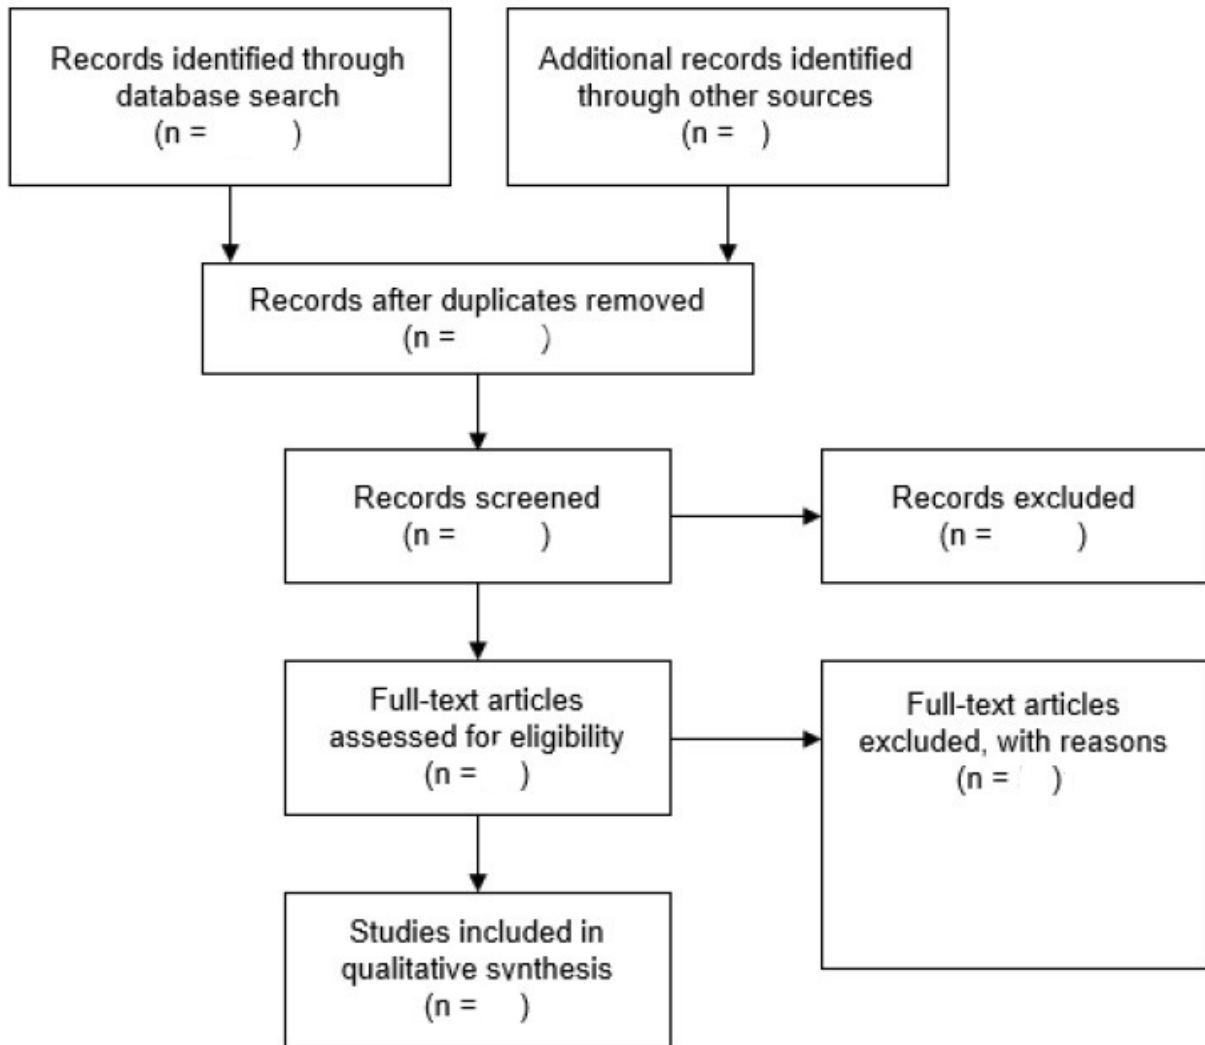 Records identified through
database search
(n = )
Additional records identified
through other sources
(n = )
Records after duplicates removed
(n = )
Records screened
(n = )
Records excluded
(n = )
Full-text articles
assessed for eligibility
(n = )
Full-text articles
excluded, with reasons
(n = )
Studies included in
qualitative synthesis
(n = )